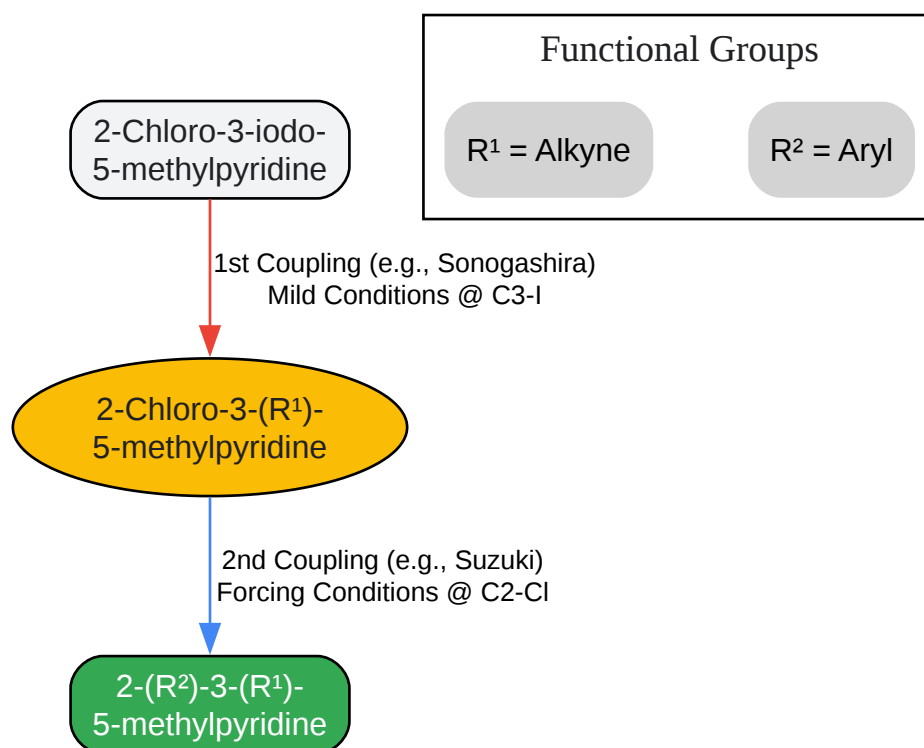 Functional Groups
R¹ = Alkyne
R² = Aryl
2-Chloro-3-iodo-
5-methylpyridine
1st Coupling (e.g., Sonogashira)
Mild Conditions @ C3-I
2-Chloro-3-(R¹)-
5-methylpyridine
2nd Coupling (e.g., Suzuki)
Forcing Conditions @ C2-Cl
2-(R²)-3-(R¹)-
5-methylpyridine